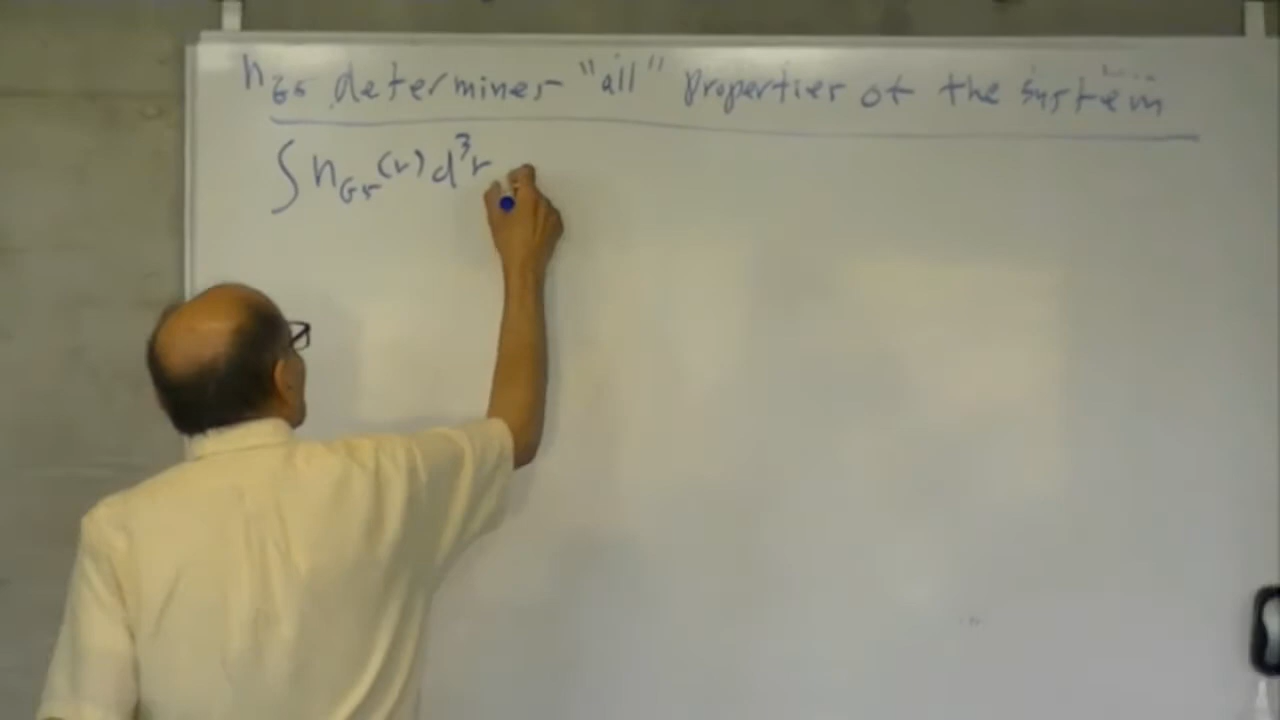 n_GS determines "all" properties of the system
∫ n_GS (r) d³r